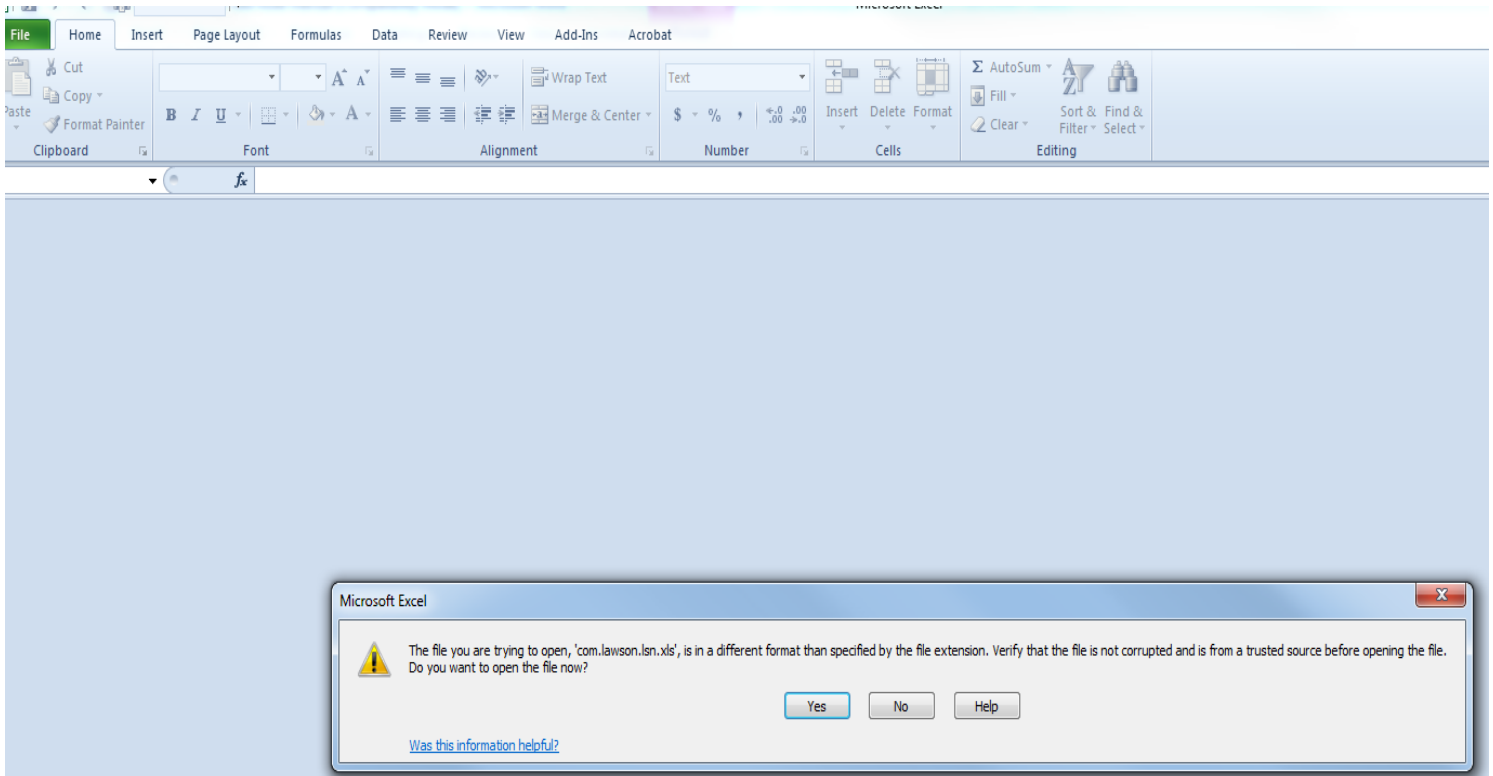 Microsoft Excel
File Home Insert Page Layout Formulas Data Review View Add-Ins Acrobat
Cut
Copy
Paste
Format Painter
Clipboard
A A
B I U A
Font
Wrap Text
Merge & Center
Alignment
Text
$ % , .0 .00 .00 .0
Number
Insert Delete Format
Cells
Σ AutoSum
Fill
Clear
A Z
Sort & Filter
Find & Select
Editing
fx
Microsoft Excel
X
The file you are trying to open, 'com.lawson.lsn.xls', is in a different format than specified by the file extension. Verify that the file is not corrupted and is from a trusted source before opening the file.
Do you want to open the file now?
Yes No Help
Was this information helpful?